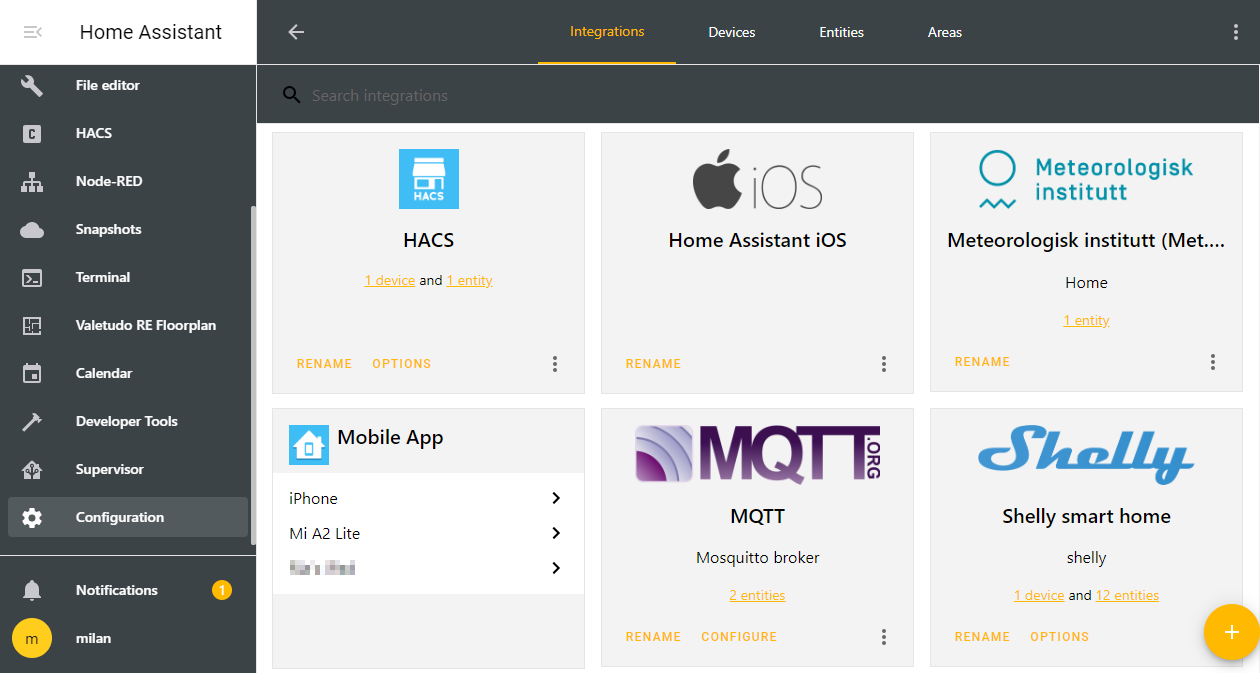 Home Assistant
Integrations
Devices
Entities
Areas
File editor
HACS
Node-RED
Snapshots
Terminal
Valetudo RE Floorplan
Calendar
Developer Tools
Supervisor
Configuration
Notifications
1
m
milan
Search integrations
HACS
HACS
1 device and 1 entity
RENAME
OPTIONS
iOS
Home Assistant iOS
RENAME
Meteorologisk
institutt
Meteorologisk institutt (Met....
Home
1 entity
RENAME
Mobile App
iPhone
Mi A2 Lite
MQTT.ORG
MQTT
Mosquitto broker
2 entities
RENAME
CONFIGURE
Shelly
Shelly smart home
shelly
1 device and 12 entities
RENAME
OPTIONS